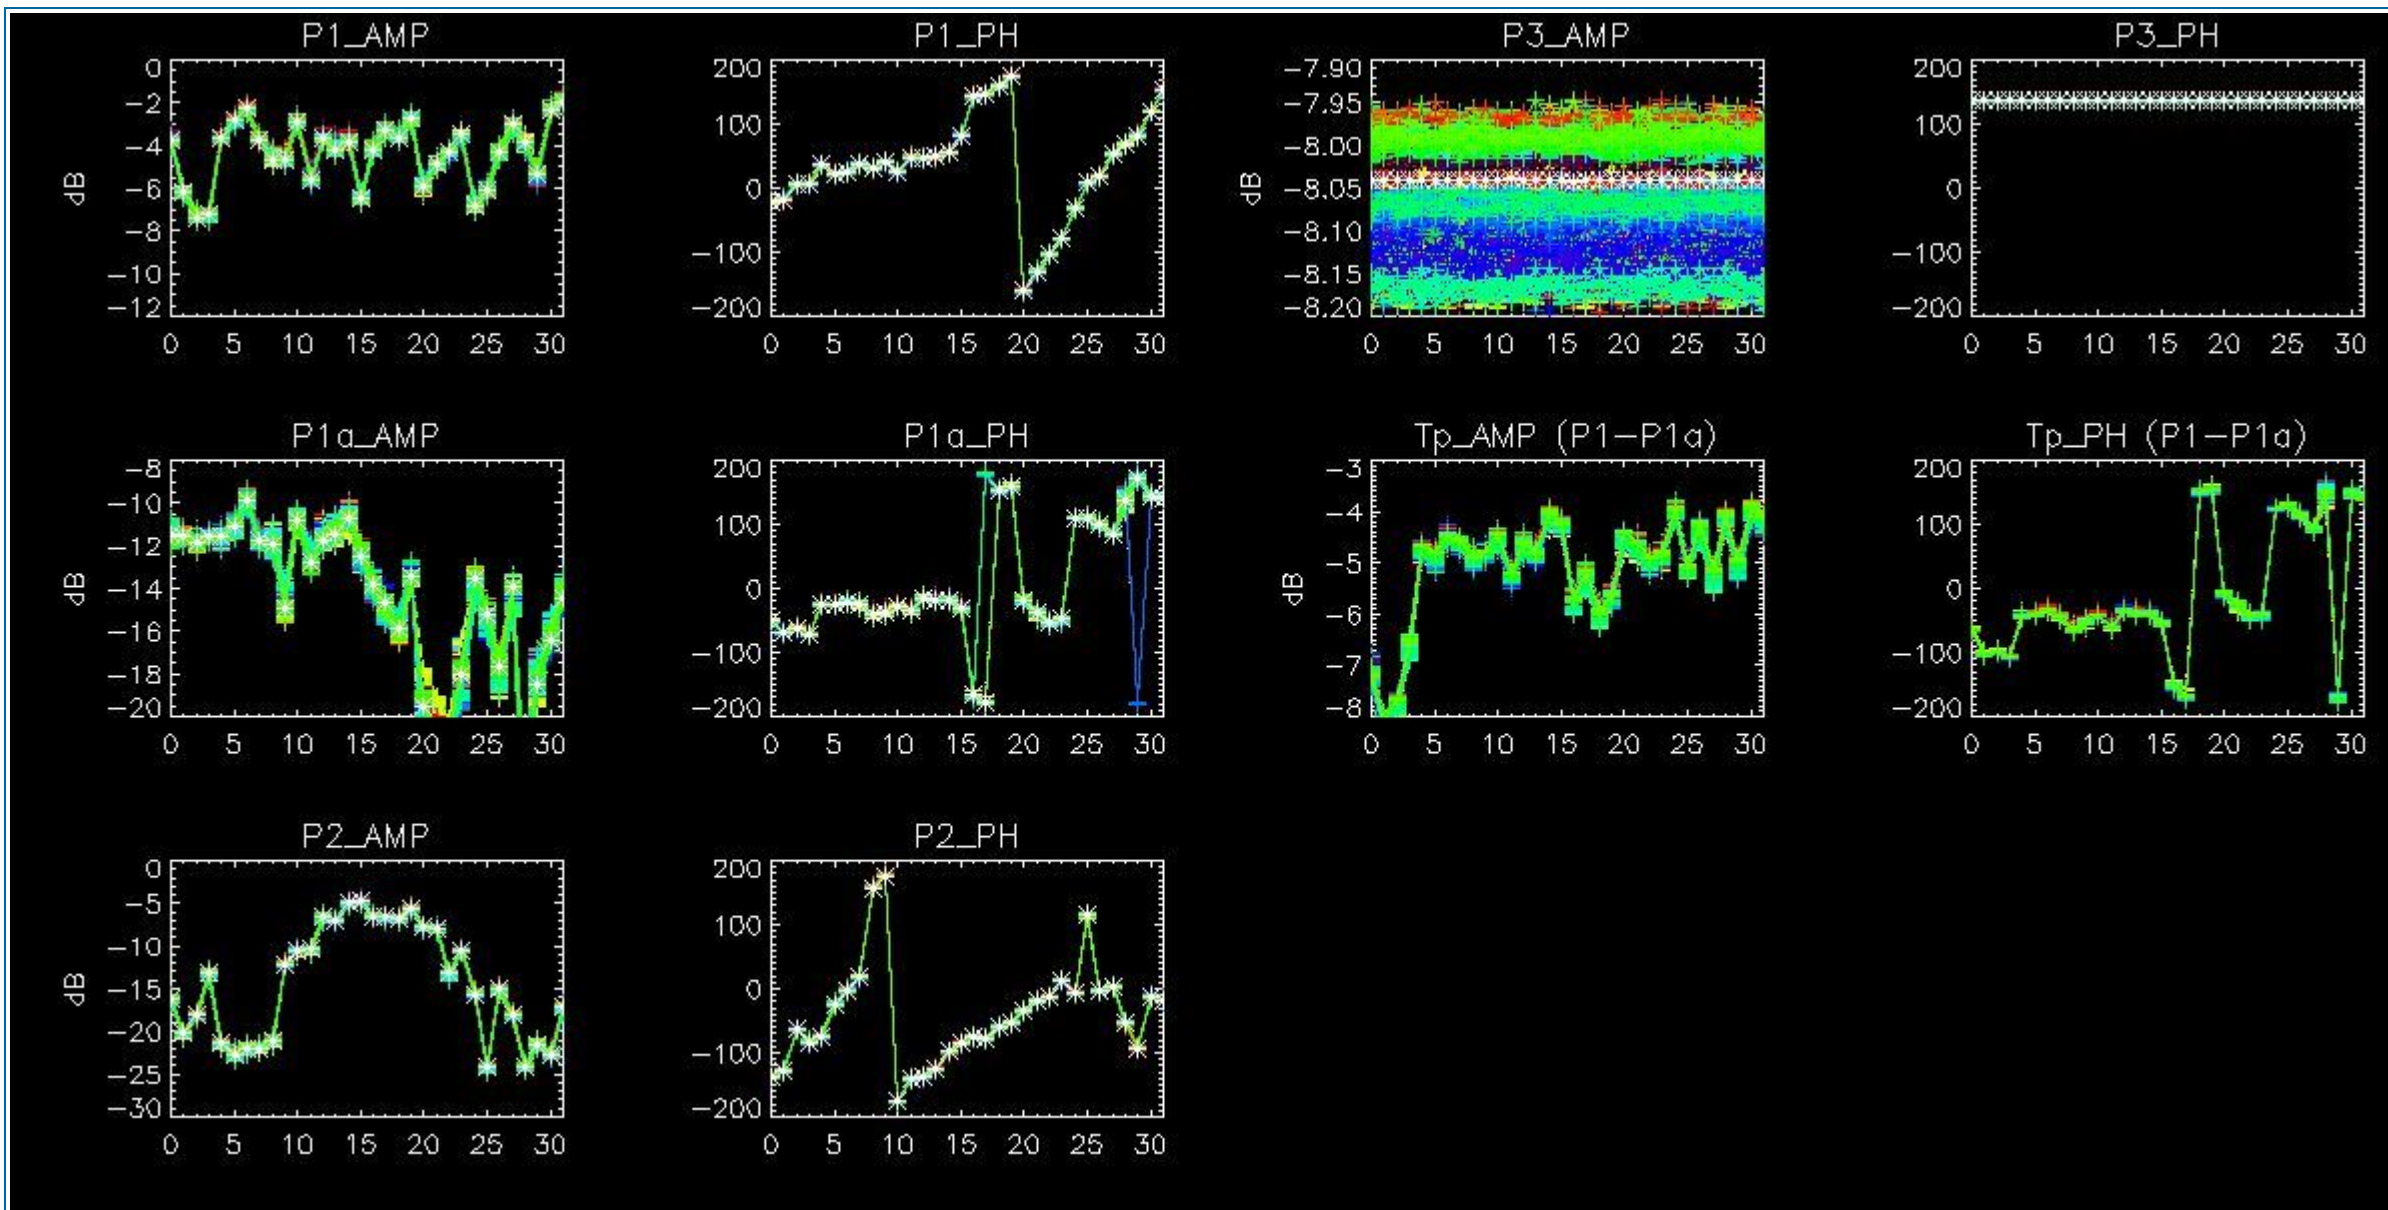 P1_AMP P1_PH P3_AMP P3_PH
0 200 −7.90 200
−2 −7.95
−4 100 −8.00 100
dB −6 0 dB −8.05 0
−8 −8.10
−10 −100 −8.15 −100
−12 −200 −8.20 −200
0 5 10 15 20 25 30 0 5 10 15 20 25 30 0 5 10 15 20 25 30 0 5 10 15 20 25 30
P1a_AMP P1a_PH Tp_AMP (P1−P1a) Tp_PH (P1−P1a)
−8 200 −3 200
−10 100 −4 100
−12
dB −14 0 dB −5 0
−16 −6
−18 −100 −7 −100
−20 −200 −8 −200
0 5 10 15 20 25 30 0 5 10 15 20 25 30 0 5 10 15 20 25 30 0 5 10 15 20 25 30
P2_AMP P2_PH
0 200
−5 100
−10
dB −15 0
−20
−25 −100
−30 −200
0 5 10 15 20 25 30 0 5 10 15 20 25 30